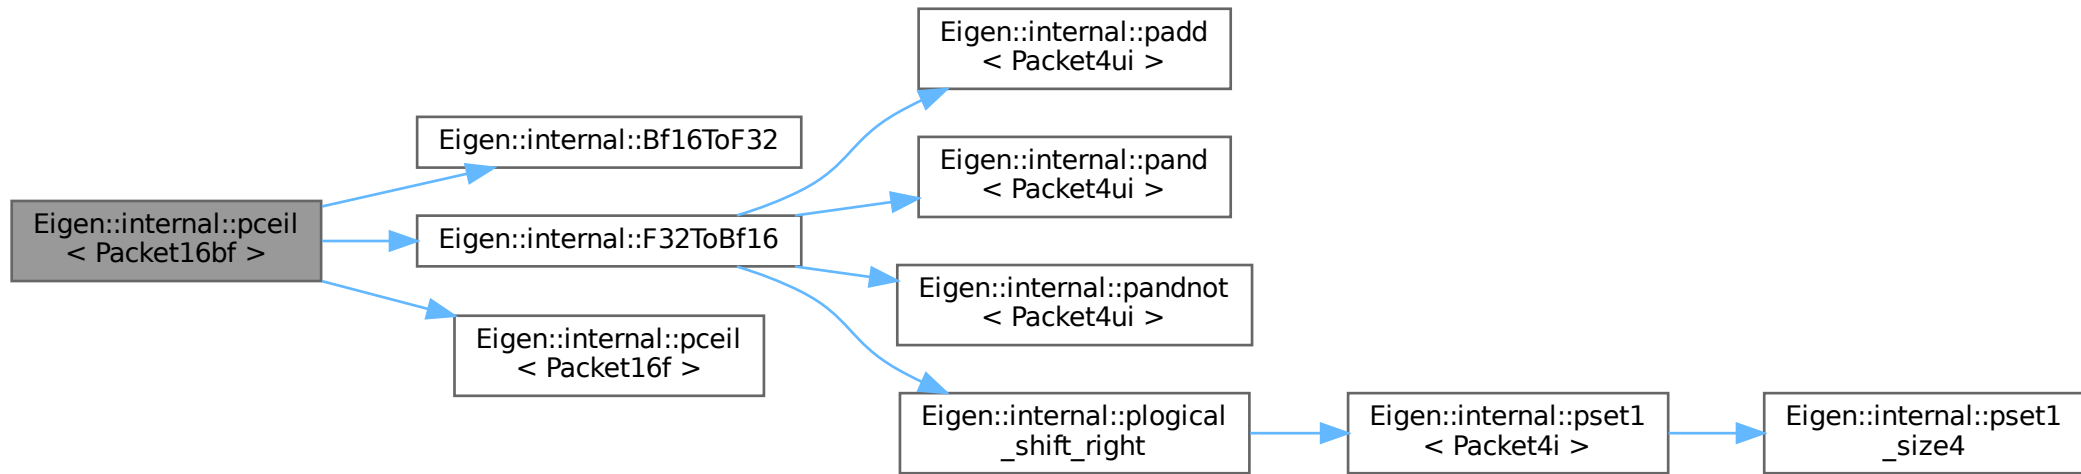 Eigen::internal::pceil
< Packet16bf >
Eigen::internal::Bf16ToF32
Eigen::internal::F32ToBf16
Eigen::internal::pceil
< Packet16f >
Eigen::internal::padd
< Packet4ui >
Eigen::internal::pand
< Packet4ui >
Eigen::internal::pandnot
< Packet4ui >
Eigen::internal::plogical
_shift_right
Eigen::internal::pset1
< Packet4i >
Eigen::internal::pset1
_size4